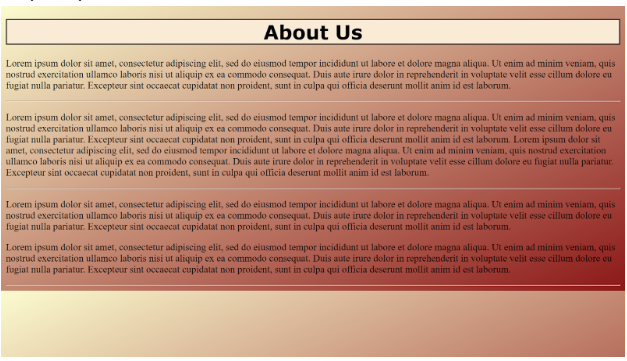 About Us
Lorem ipsum dolor sit amet, consectetur adipiscing elit, sed do eiusmod tempor incididunt ut labore et dolore magna aliqua. Ut enim ad minim veniam, quis
nostrud exercitation ullamco laboris nisi ut aliquip ex ea commodo consequat. Duis aute irure dolor in reprehenderit in voluptate velit esse cillum dolore eu
fugiat nulla pariatur. Excepteur sint occaecat cupidatat non proident, sunt in culpa qui officia deserunt mollit anim id est laborum.
Lorem ipsum dolor sit amet, consectetur adipiscing elit, sed do eiusmod tempor incididunt ut labore et dolore magna aliqua. Ut enim ad minim veniam, quis
nostrud exercitation ullamco laboris nisi ut aliquip ex ea commodo consequat. Duis aute irure dolor in reprehenderit in voluptate velit esse cillum dolore eu
fugiat nulla pariatur. Excepteur sint occaecat cupidatat non proident, sunt in culpa qui officia deserunt mollit anim id est laborum. Lorem ipsum dolor sit
amet, consectetur adipiscing elit, sed do eiusmod tempor incididunt ut labore et dolore magna aliqua. Ut enim ad minim veniam, quis nostrud exercitation
ullamco laboris nisi ut aliquip ex ea commodo consequat. Duis aute irure dolor in reprehenderit in voluptate velit esse cillum dolore eu fugiat nulla pariatur.
Excepteur sint occaecat cupidatat non proident, sunt in culpa qui officia deserunt mollit anim id est laborum.
Lorem ipsum dolor sit amet, consectetur adipiscing elit, sed do eiusmod tempor incididunt ut labore et dolore magna aliqua. Ut enim ad minim veniam, quis
nostrud exercitation ullamco laboris nisi ut aliquip ex ea commodo consequat. Duis aute irure dolor in reprehenderit in voluptate velit esse cillum dolore eu
fugiat nulla pariatur. Excepteur sint occaecat cupidatat non proident, sunt in culpa qui officia deserunt mollit anim id est laborum.
Lorem ipsum dolor sit amet, consectetur adipiscing elit, sed do eiusmod tempor incididunt ut labore et dolore magna aliqua. Ut enim ad minim veniam, quis
nostrud exercitation ullamco laboris nisi ut aliquip ex ea commodo consequat. Duis aute irure dolor in reprehenderit in voluptate velit esse cillum dolore eu
fugiat nulla pariatur. Excepteur sint occaecat cupidatat non proident, sunt in culpa qui officia deserunt mollit anim id est laborum.